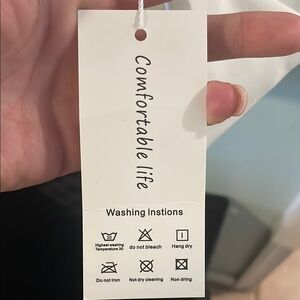 Comfortable life
Washing Instions
Highest washing
Temperature 30
do not bleach
Hang dry
Do not Iron
Not dry cleaning
Non dring